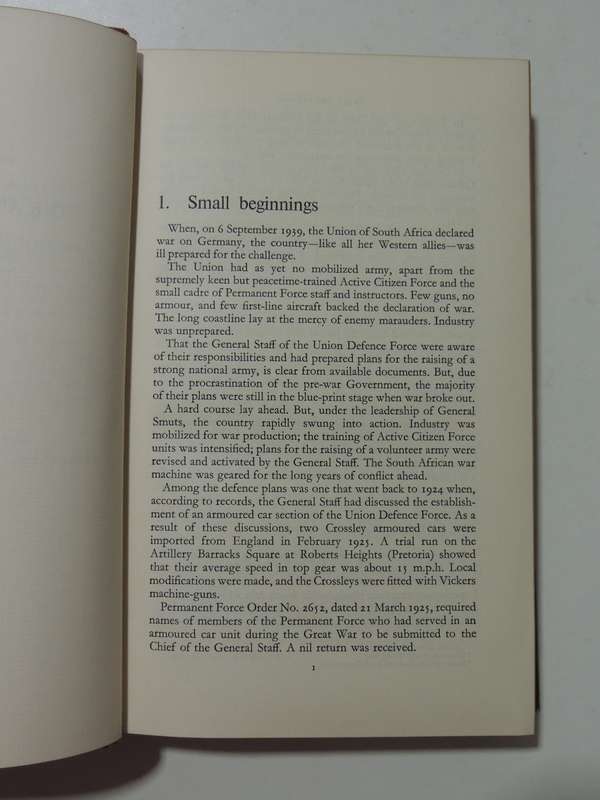 1. Small beginnings
When, on 6 September 1939, the Union of South Africa declared
war on Germany, the country—like all her Western allies—was
ill prepared for the challenge.
The Union had as yet no mobilized army, apart from the
supremely keen but peacetime-trained Active Citizen Force and the
small cadre of Permanent Force staff and instructors. Few guns, no
armour, and few first-line aircraft backed the declaration of war.
The long coastline lay at the mercy of enemy marauders. Industry
was unprepared.
That the General Staff of the Union Defence Force were aware
of their responsibilities and had prepared plans for the raising of a
strong national army, is clear from available documents. But, due
to the procrastination of the pre-war Government, the majority
of their plans were still in the blue-print stage when war broke out.
A hard course lay ahead. But, under the leadership of General
Smuts, the country rapidly swung into action. Industry was
mobilized for war production; the training of Active Citizen Force
units was intensified; plans for the raising of a volunteer army were
revised and activated by the General Staff. The South African war
machine was geared for the long years of conflict ahead.
Among the defence plans was one that went back to 1924 when,
according to records, the General Staff had discussed the establish-
ment of an armoured car section of the Union Defence Force. As a
result of these discussions, two Crossley armoured cars were
imported from England in February 1925. A trial run on the
Artillery Barracks Square at Roberts Heights (Pretoria) showed
that their average speed in top gear was about 15 m.p.h. Local
modifications were made, and the Crossleys were fitted with Vickers
machine-guns.
Permanent Force Order No. 2652, dated 21 March 1925, required
names of members of the Permanent Force who had served in an
armoured car unit during the Great War to be submitted to the
Chief of the General Staff. A nil return was received.
1